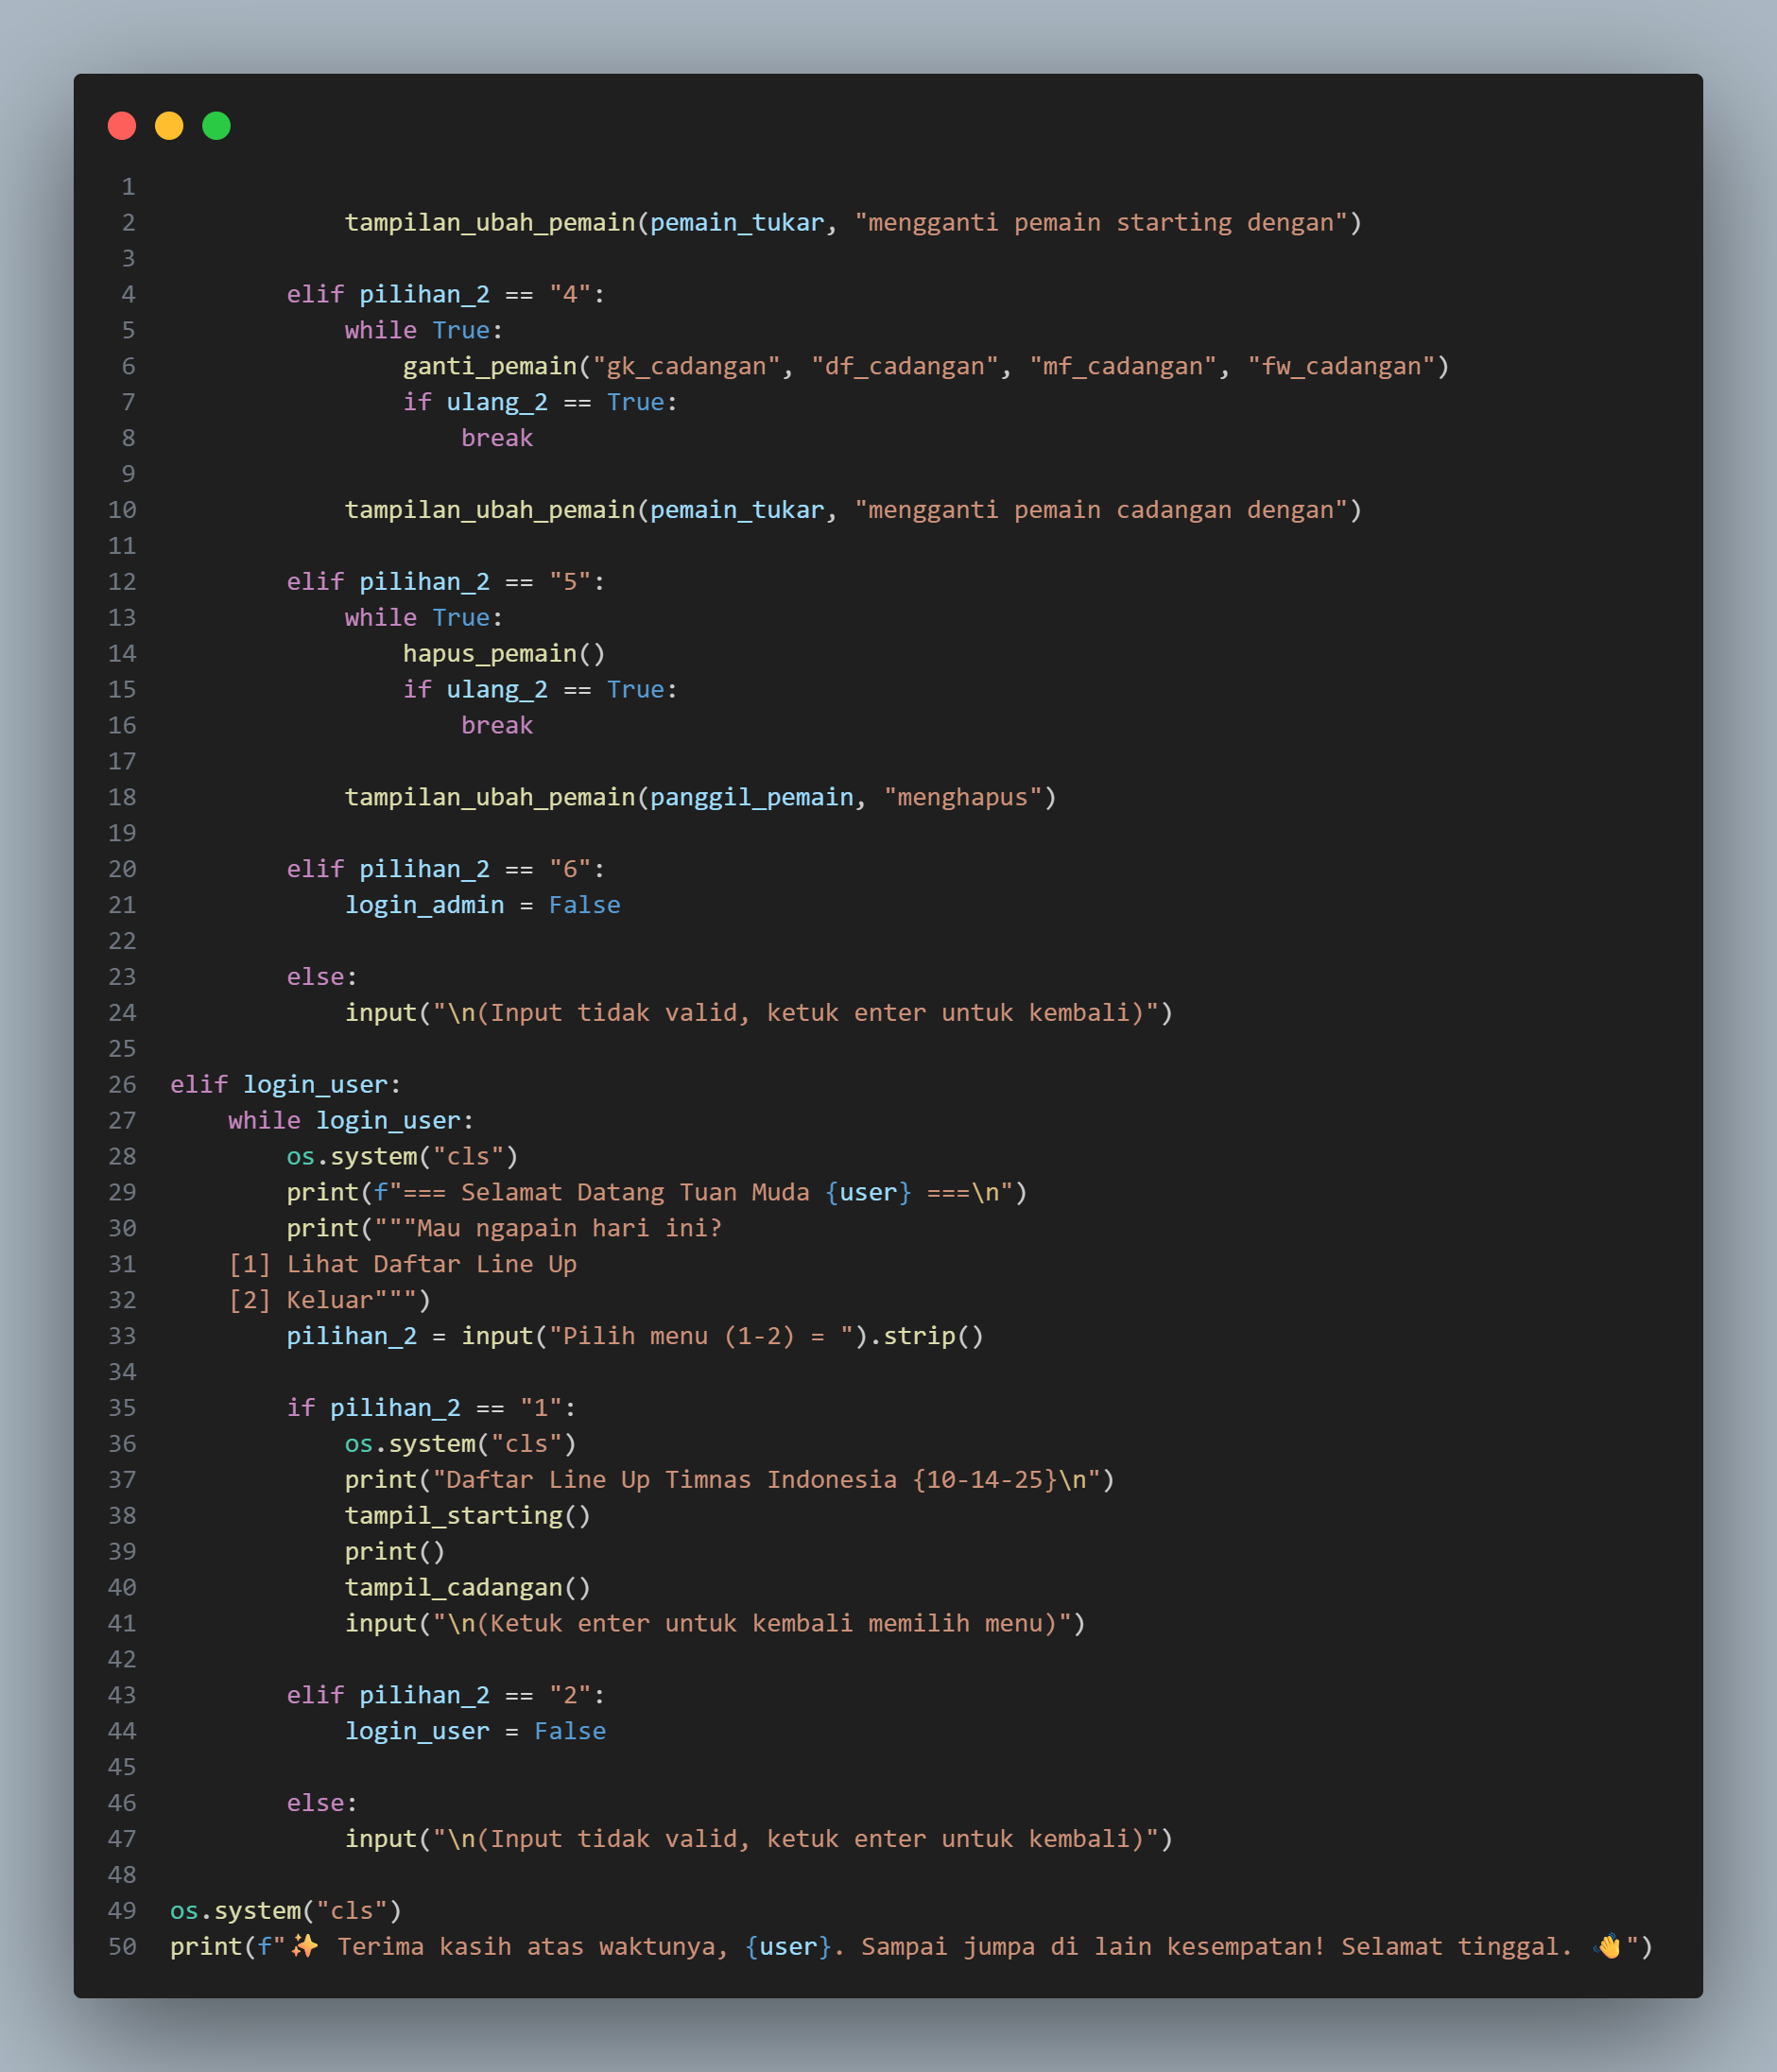 1
2             tampilan_ubah_pemain(pemain_tukar, "mengganti pemain starting dengan")
3
4         elif pilihan_2 == "4":
5             while True:
6                 ganti_pemain("gk_cadangan", "df_cadangan", "mf_cadangan", "fw_cadangan")
7                 if ulang_2 == True:
8                     break
9
10             tampilan_ubah_pemain(pemain_tukar, "mengganti pemain cadangan dengan")
11
12         elif pilihan_2 == "5":
13             while True:
14                 hapus_pemain()
15                 if ulang_2 == True:
16                     break
17
18             tampilan_ubah_pemain(panggil_pemain, "menghapus")
19
20         elif pilihan_2 == "6":
21             login_admin = False
22
23         else:
24             input("\n(Input tidak valid, ketuk enter untuk kembali)")
25
26 elif login_user:
27     while login_user:
28         os.system("cls")
29         print(f"=== Selamat Datang Tuan Muda {user} ===\n")
30         print("""Mau ngapain hari ini?
31     [1] Lihat Daftar Line Up
32     [2] Keluar""")
33         pilihan_2 = input("Pilih menu (1-2) = ").strip()
34
35         if pilihan_2 == "1":
36             os.system("cls")
37             print("Daftar Line Up Timnas Indonesia {10-14-25}\n")
38             tampil_starting()
39             print()
40             tampil_cadangan()
41             input("\n(Ketuk enter untuk kembali memilih menu)")
42
43         elif pilihan_2 == "2":
44             login_user = False
45
46         else:
47             input("\n(Input tidak valid, ketuk enter untuk kembali)")
48
49 os.system("cls")
50 print(f"✨ Terima kasih atas waktunya, {user}. Sampai jumpa di lain kesempatan! Selamat tinggal. 👋")